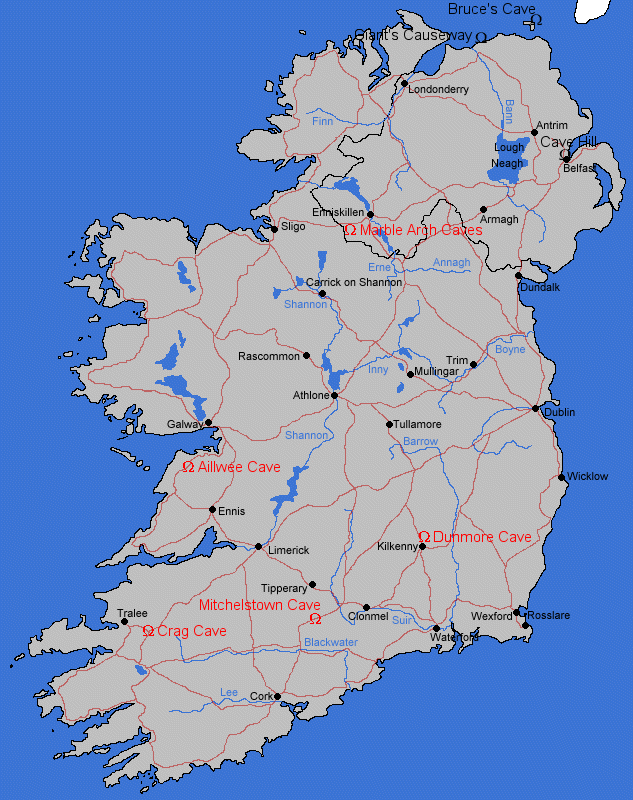 Bruce's Cave
Ω
Giant's Causeway Ω
Londonderry
Bann
Finn
Antrim
Cave Hill
Ω
Lough
Neagh
Belfast
Enniskillen
Armagh
Sligo
Ω Marble Arch Caves
Erne
Annagh
Dundalk
Carrick on Shannon
Shannon
Boyne
Rascommon
Trim
Inny
Mullingar
Athlone
Dublin
Galway
Tullamore
Shannon
Barrow
Ω Aillwee Cave
Wicklow
Ennis
Ω Dunmore Cave
Kilkenny
Limerick
Tipperary
Mitchelstown Cave
Ω
Clonmel
Suir
Wexford
Rosslare
Tralee
Ω Crag Cave
Waterford
Blackwater
Lee
Cork